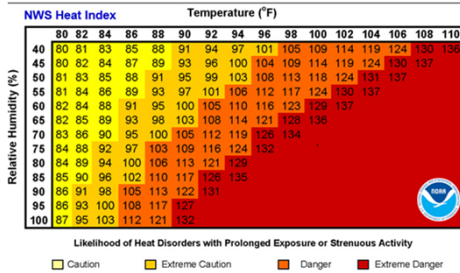 NWS Heat Index Temperature (°F)
80 82 84 86 88 90 92 94 96 98 100 102 104 106 108 110
40 80 81 83 85 88 91 94 97 101 105 109 114 119 124 130 136
45 80 82 84 87 89 93 96 100 104 109 114 119 124 130 137
50 81 83 85 88 91 95 99 103 108 113 118 124 131 137
55 81 84 86 89 93 97 101 106 112 117 124 130 137
60 82 84 88 91 95 100 105 110 116 123 129 137
65 82 85 89 93 98 103 108 114 121 128 136
70 83 86 90 95 100 105 112 119 126 134
75 84 88 92 97 103 109 116 124 132
80 84 89 94 100 106 113 121 129
85 85 90 96 102 110 117 126 135
90 86 91 98 105 113 122 131
95 86 93 100 108 117 127
100 87 95 103 112 121 132
Relative Humidity (%)
NOAA
Likelihood of Heat Disorders with Prolonged Exposure or Strenuous Activity
Caution Extreme Caution Danger Extreme Danger